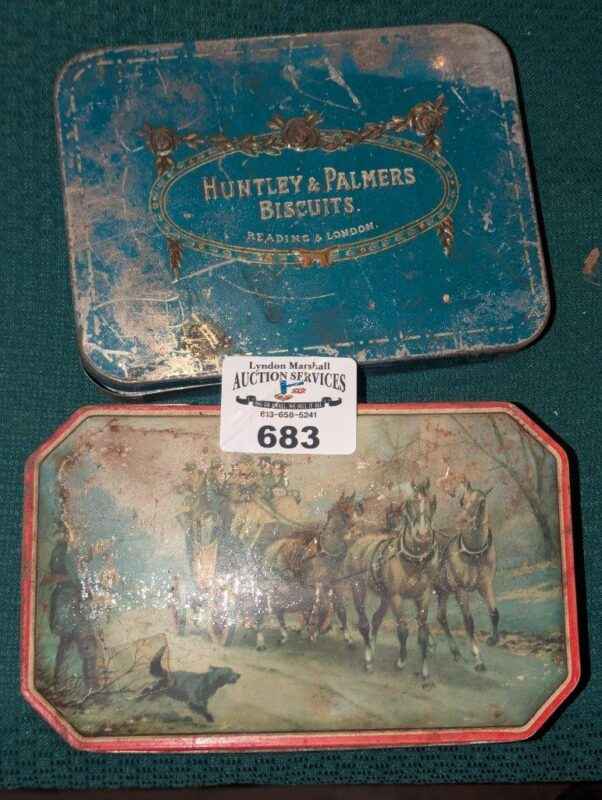 HUNTLEY & PALMERS
BISCUITS.
READING & LONDON.
Lyndon Marshall
AUCTION SERVICES
613-658-5241
683